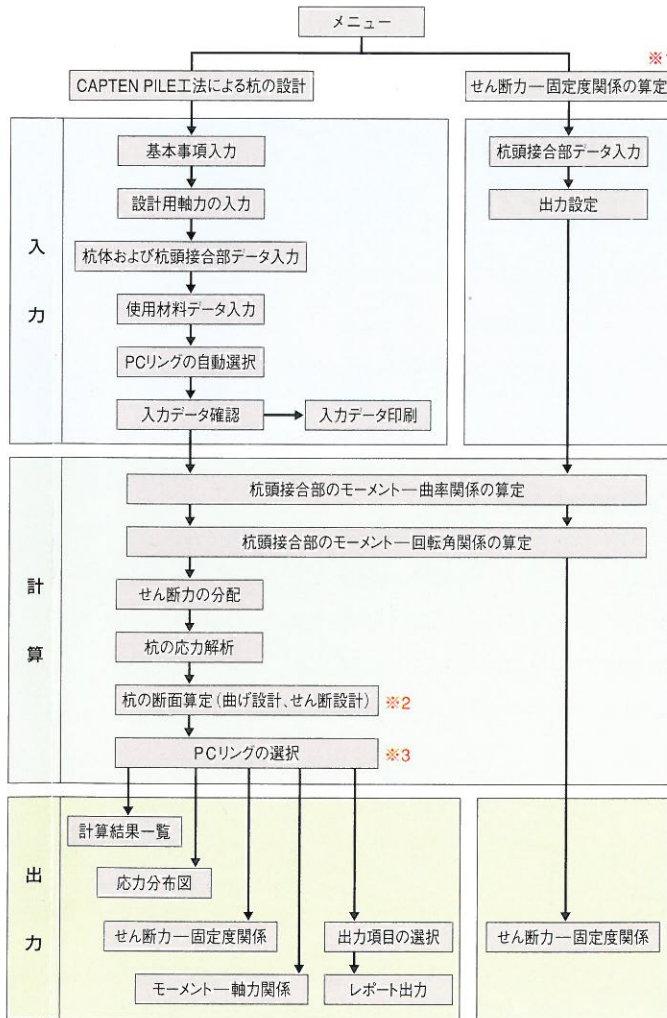 メニュー
※1
CAPTEN PILE工法による杭の設計
せん断力―固定度関係の算定
入力
基本事項入力
設計用軸力の入力
杭体および杭頭接合部データ入力
使用材料データ入力
PCリングの自動選択
入力データ確認
入力データ印刷
杭頭接合部データ入力
出力設定
計算
杭頭接合部のモーメント―曲率関係の算定
杭頭接合部のモーメント―回転角関係の算定
せん断力の分配
杭の応力解析
杭の断面算定(曲げ設計、せん断設計) ※2
PCリングの選択 ※3
出力
計算結果一覧
応力分布図
せん断力―固定度関係
モーメント―軸力関係
出力項目の選択
レポート出力
せん断力―固定度関係